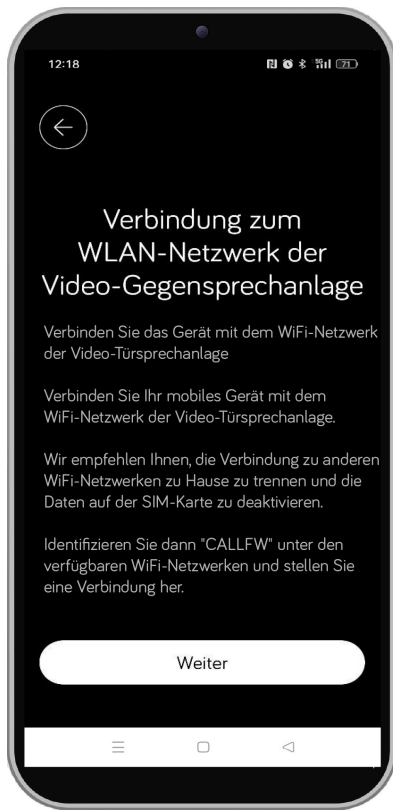 12:18
5G
71
Verbindung zum
WLAN-Netzwerk der
Video-Gegensprechanlage
Verbinden Sie das Gerät mit dem WiFi-Netzwerk
der Video-Türsprechanlage
Verbinden Sie Ihr mobiles Gerät mit dem
WiFi-Netzwerk der Video-Türsprechanlage.
Wir empfehlen Ihnen, die Verbindung zu anderen
WiFi-Netzwerken zu Hause zu trennen und die
Daten auf der SIM-Karte zu deaktivieren.
Identifizieren Sie dann "CALLFW" unter den
verfügbaren WiFi-Netzwerken und stellen Sie
eine Verbindung her.
Weiter